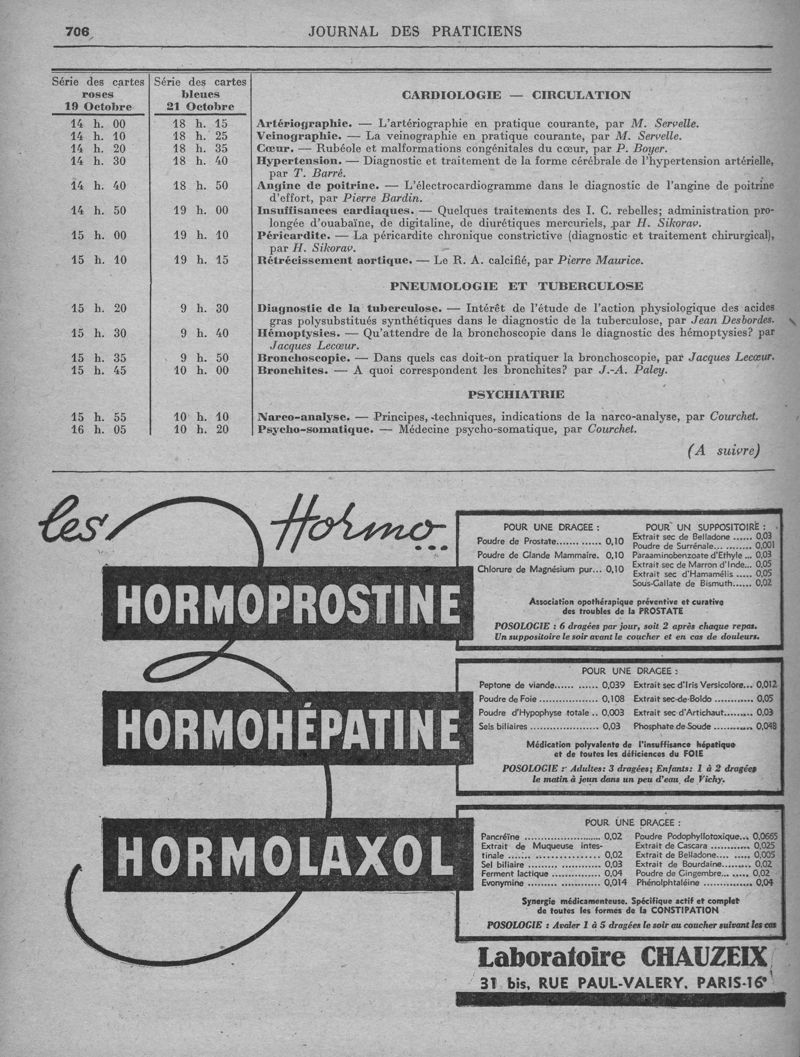 706
JOURNAL DES PRATICIENS
Série des cartes
roses
19 Octobre
Série des cartes
bleues
21 Octobre
CARDIOLOGIE — CIRCULATION
14 h. 00 18 h. 15 Artériographie. — L'artériographie en pratique courante, par M. Servelle.
14 h. 10 18 h. 25 Veinographie. — La veinographie en pratique courante, par M. Servelle.
14 h. 20 18 h. 35 Cœur. — Rubéole et malformations congénitales du cœur, par P. Boyer.
14 h. 30 18 h. 40 Hypertension. — Diagnostic et traitement de la forme cérébrale de l'hypertension artérielle,
par T. Barré.
14 h. 40 18 h. 50 Angine de poitrine. — L'électrocardiogramme dans le diagnostic de l'angine de poitrine
d'effort, par Pierre Bardin.
14 h. 50 19 h. 00 Insuffisances cardiaques. — Quelques traitements des I. C. rebelles; administration pro-
longée d'ouabaïne, de digitaline, de diurétiques mercuriels, par H. Sikorav.
15 h. 00 19 h. 10 Péricardite. — La péricardite chronique constrictive (diagnostic et traitement chirurgical),
par H. Sikorav.
15 h. 10 19 h. 15 Rétrécissement aortique. — Le R. A. calcifié, par Pierre Maurice.
PNEUMOLOGIE ET TUBERCULOSE
15 h. 20 9 h. 30 Diagnostic de la tuberculose. — Intérêt de l'étude de l'action physiologique des acides
gras polysubstitués synthétiques dans le diagnostic de la tuberculose, par Jean Desbordes.
15 h. 30 9 h. 40 Hémoptysies. — Qu'attendre de la bronchoscopie dans le diagnostic des hémoptysies? par
Jacques Lecœur.
15 h. 35 9 h. 50 Bronchoscopie. — Dans quels cas doit-on pratiquer la bronchoscopie, par Jacques Lecœur.
15 h. 45 10 h. 00 Bronchites. — A quoi correspondent les bronchites? par J.-A. Paley.
PSYCHIATRIE
15 h. 55 10 h. 10 Narco-analyse. — Principes, techniques, indications de la narco-analyse, par Courchet.
16 h. 05 10 h. 20 Psycho-somatique. — Médecine psycho-somatique, par Courchet.
(A suivre)
les Hormo...
HORMOPROSTINE
POUR UNE DRAGÉE :
Poudre de Prostate............ 0,10
Poudre de Glande Mammaire. 0,10
Chlorure de Magnésium pur... 0,10
POUR UN SUPPOSITOIRE :
Extrait sec de Belladone ...... 0,03
Poudre de Surrénale............ 0,001
Paraaminobenzoate d'Ethyle ... 0,03
Extrait sec de Marron d'Inde... 0,05
Extrait sec d'Hamamélis ..... 0,05
Sous-Gallate de Bismuth...... 0,02
Association opothérapique préventive et curative
des troubles de la PROSTATE
POSOLOGIE : 6 dragées par jour, soit 2 après chaque repas.
Un suppositoire le soir avant le coucher et en cas de douleurs.
HORMOHÉPATINE
POUR UNE DRAGEE :
Peptone de viande............ 0,039
Poudre de Foie .................. 0,108
Poudre d'Hypophyse totale .. 0,003
Sels biliaires ..................... 0,03
Extrait sec d'Iris Versicolore... 0,012
Extrait sec de Boldo ............ 0,05
Extrait sec d'Artichaut......... 0,03
Phosphate de Soude ............ 0,048
Médication polyvalente de l'insuffisance hépatique
et de toutes les déficiences du FOIE
POSOLOGIE : Adultes: 3 dragées; Enfants: 1 à 2 dragées
le matin à jeun dans un peu d'eau de Vichy.
HORMOLAXOL
POUR UNE DRAGEE :
Pancréïne ........................ 0,02
Extrait de Muqueuse intes-
tinale ........................ 0,02
Sel biliaire ..................... 0,03
Ferment lactique ............... 0,04
Evonymine ..................... 0,014
Poudre Podophyllotoxique... 0,0665
Extrait de Cascara ............ 0,025
Extrait de Belladone......... 0,005
Extrait de Bourdaine......... 0,02
Poudre de Gingembre......... 0,02
Phénolphtaléine ............... 0,04
Synergie médicamenteuse. Spécifique actif et complet
de toutes les formes de la CONSTIPATION
POSOLOGIE : Avaler 1 à 5 dragées le soir au coucher suivant les cas
Laboratoire CHAUZEIX
31 bis, RUE PAUL-VALERY, PARIS-16e